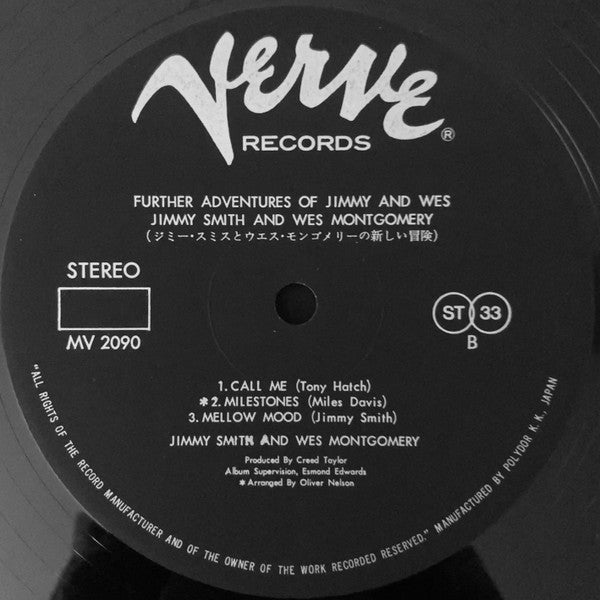 Verve ®
RECORDS
FURTHER ADVENTURES OF JIMMY AND WES
JIMMY SMITH AND WES MONTGOMERY
(ジミー・スミスとウエス・モンゴメリーの新しい冒険)
STEREO
MV 2090
ST 33
B
1. CALL ME (Tony Hatch)
*2. MILESTONES (Miles Davis)
3. MELLOW MOOD (Jimmy Smith)
JIMMY SMITH AND WES MONTGOMERY
Produced By Creed Taylor
Album Supervision, Esmond Edwards
*Arranged By Oliver Nelson
"ALL RIGHTS OF THE RECORD MANUFACTURER AND OF THE OWNER OF THE WORK RECORDED RESERVED." MANUFACTURED BY POLYDOR K. K. JAPAN